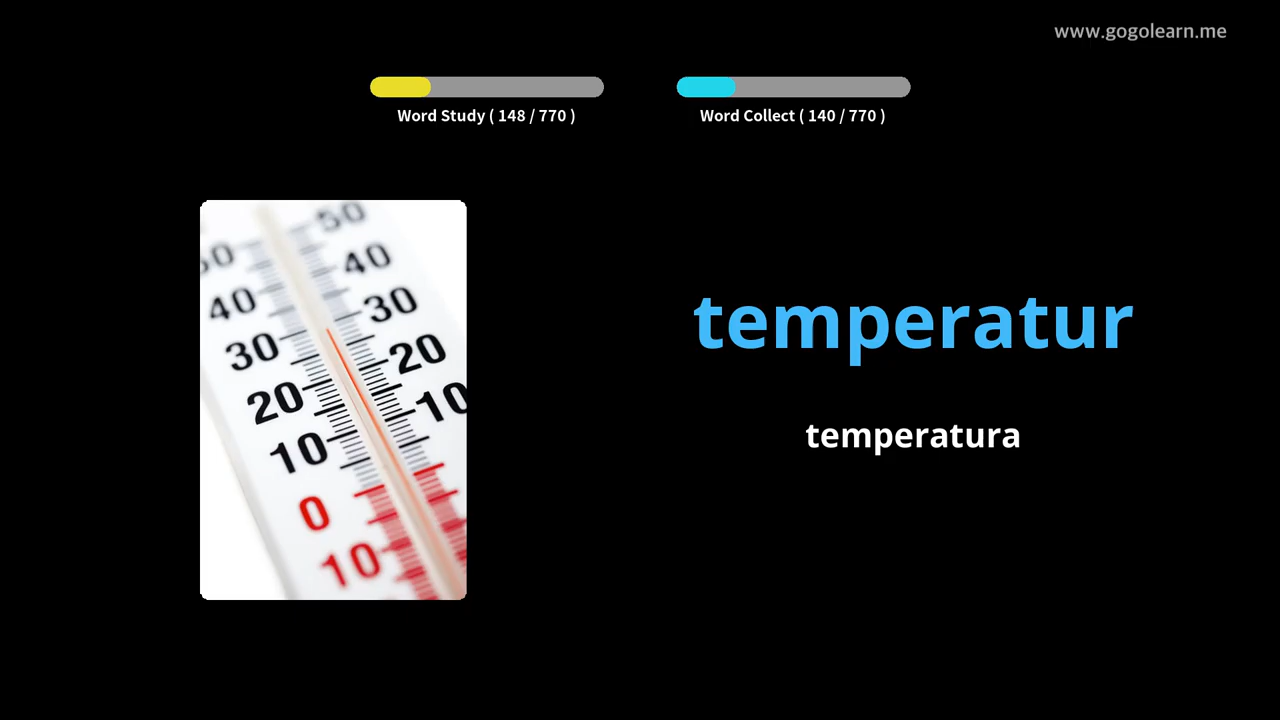 www.gogolearn.me
Word Study ( 148 / 770 )
Word Collect ( 140 / 770 )
50
50
40
40
30
30
20
20
10
10
0
10
temperatur
temperatura